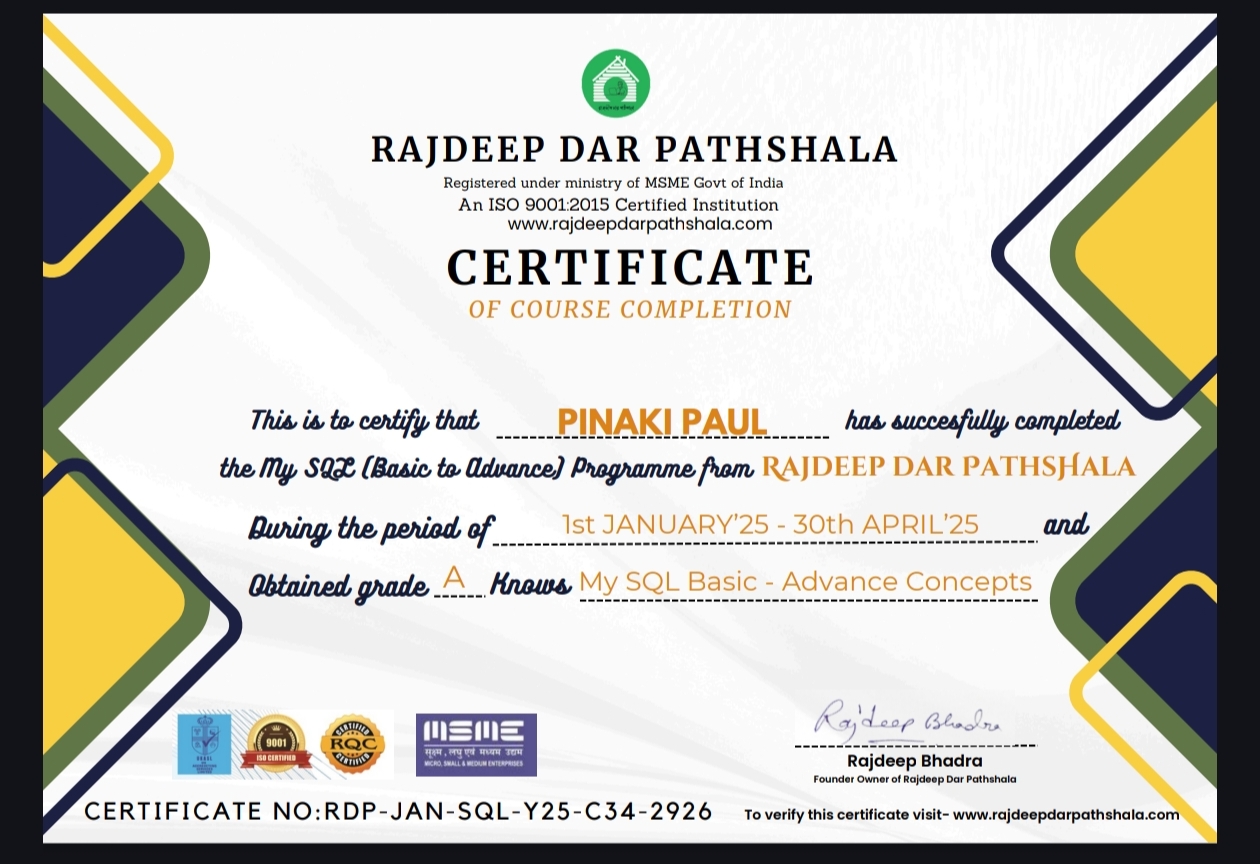 RAJDEEP DAR PATHSHALA
Registered under ministry of MSME Govt of India
An ISO 9001:2015 Certified Institution
www.rajdeepdarpathshala.com
CERTIFICATE
OF COURSE COMPLETION
This is to certify that PINAKI PAUL has succesfully completed
the My SQL (Basic to Advance) Programme from RAJDEEP DAR PATHSHALA
During the period of 1st JANUARY'25 - 30th APRIL'25 and
Obtained grade A Knows My SQL Basic - Advance Concepts
9001
ISO CERTIFIED
CERTIFIED
RQC
CERTIFIED
MSME
सूक्ष्म, लघु एवं मध्यम उद्यम
MICRO, SMALL & MEDIUM ENTERPRISES
Rajdeep Bhadra
Rajdeep Bhadra
Founder Owner of Rajdeep Dar Pathshala
CERTIFICATE NO:RDP-JAN-SQL-Y25-C34-2926
To verify this certificate visit- www.rajdeepdarpathshala.com